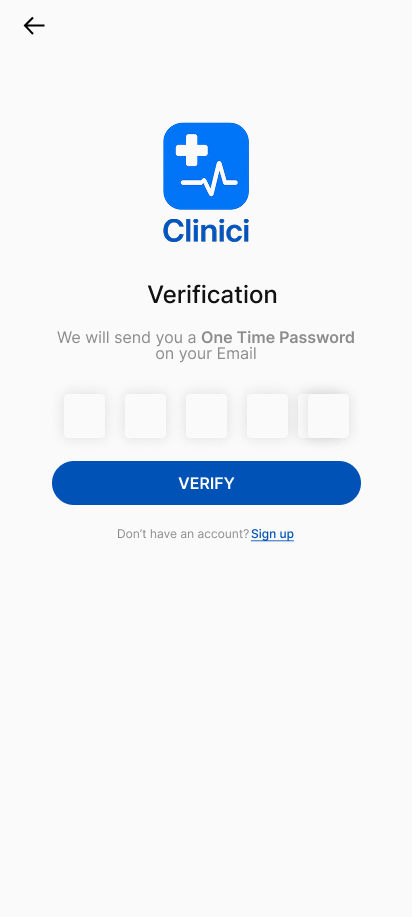 Clinici
Verification
We will send you a One Time Password
on your Email
VERIFY
Don't have an account? Sign up